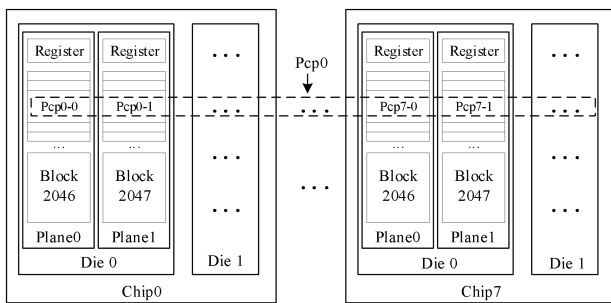 Pcp0
Register
Register
Pcp0-0
Pcp0-1
...
Block
2046
Block
2047
Plane0
Plane1
Die 0
Die 1
Chip0
Register
Register
Pcp7-0
Pcp7-1
...
Block
2046
Block
2047
Plane0
Plane1
Die 0
Die 1
Chip7